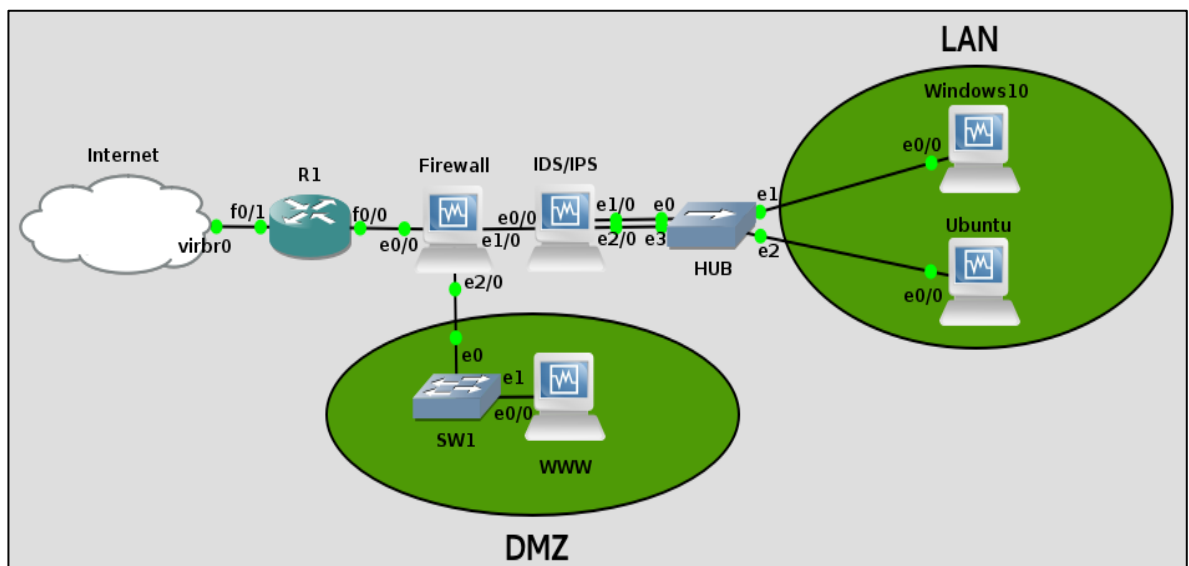 LAN
Windows10
Internet
R1
Firewall
IDS/IPS
e0/0
f0/1
f0/0
e0/0
e1/0
e0
e1
virbr0
e0/0
e1/0
e2/0
e3
HUB
e2
Ubuntu
e0/0
e2/0
e0
e1
e0/0
SW1
WWW
DMZ